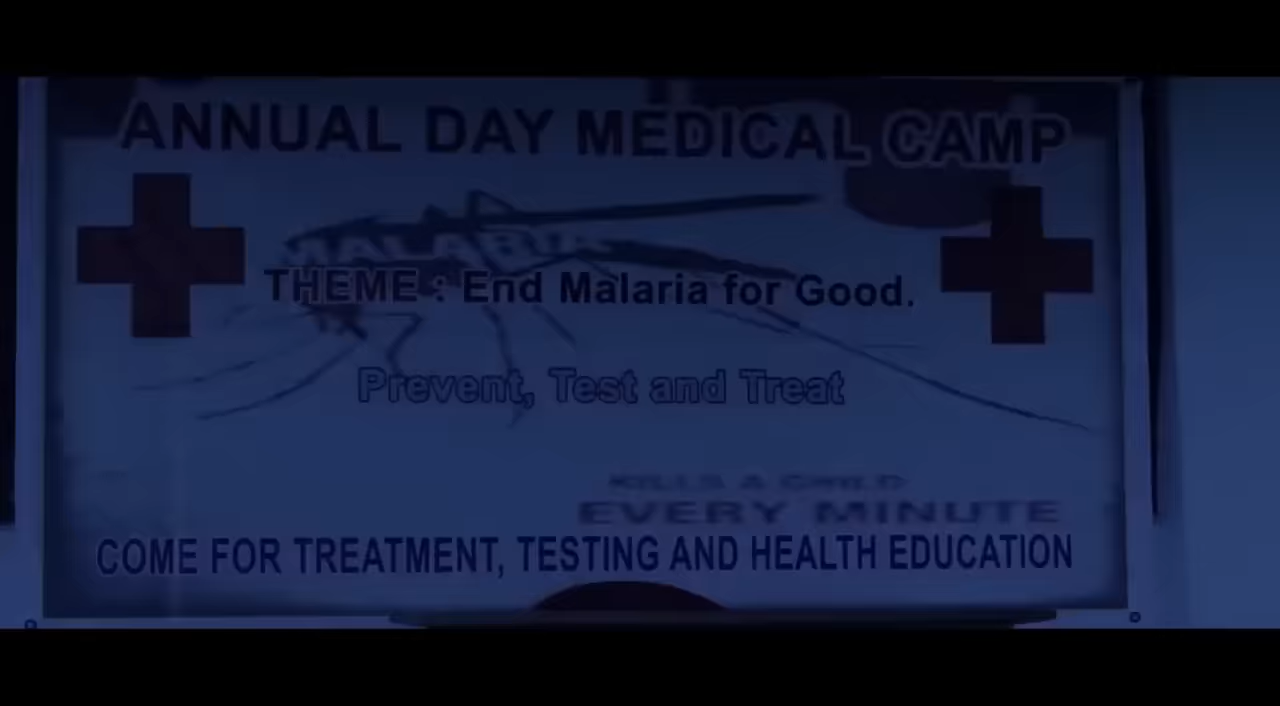 ANNUAL DAY MEDICAL CAMP
MALARIA
THEME : End Malaria for Good.
Prevent, Test and Treat
KILLS A CHILD
EVERY MINUTE
COME FOR TREATMENT, TESTING AND HEALTH EDUCATION